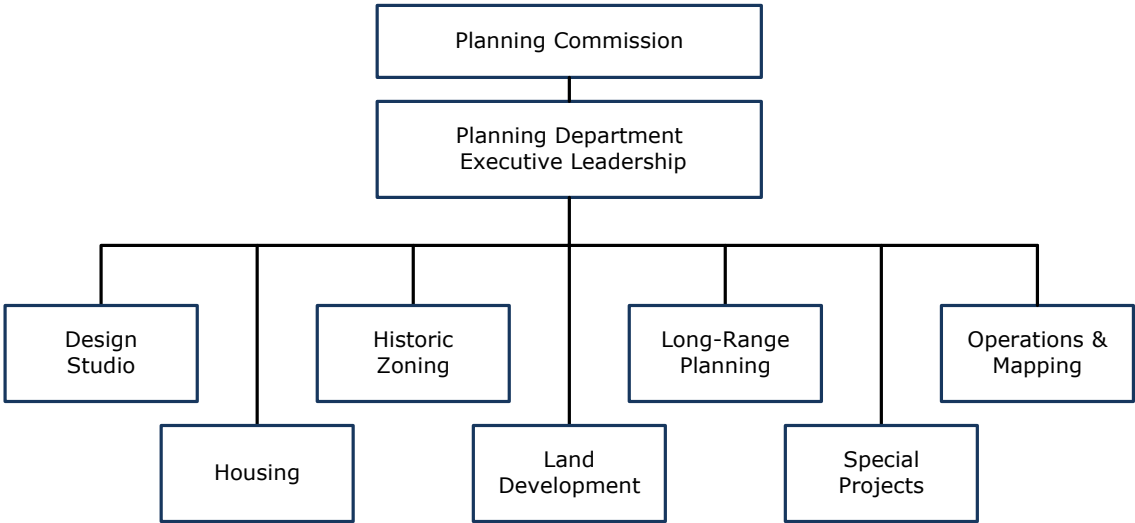 Planning Commission
Planning Department
Executive Leadership
Design
Studio
Historic
Zoning
Long-Range
Planning
Operations &
Mapping
Housing
Land
Development
Special
Projects